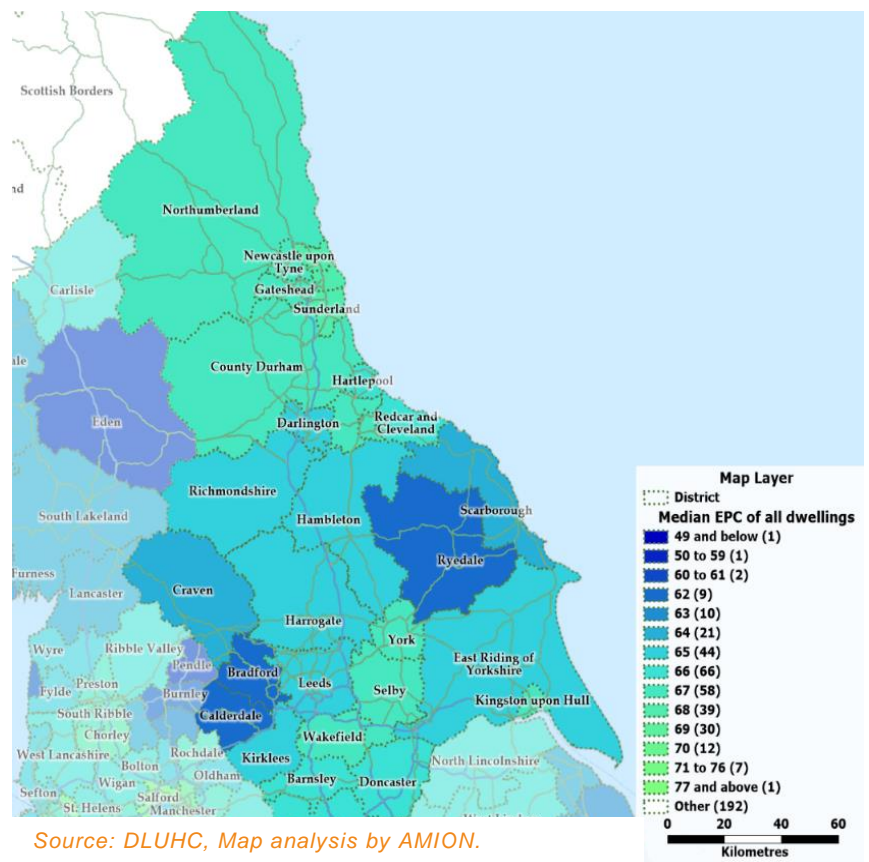 Scottish Borders
nd
Northumberland
Newcastle upon
Tyne
Carlisle
Gateshead
Sunderland
ale
County Durham
Hartlepool
Eden
Redcar and
Cleveland
Darlington
Richmondshire
South Lakeland
Hambleton
Scarborough
Ryedale
Furness
Lancaster
Craven
Harrogate
York
Wyre
Ribble Valley
Pendle
Bradford
East Riding of
Yorkshire
Leeds
Selby
Fylde
Preston
Burnley
Kingston upon Hull
South Ribble
Calderdale
Chorley
Wakefield
West Lancashire
Rochdale
Kirklees
Bolton
North Lincolnshire
Oldham
Barnsley
Doncaster
Wigan
Sefton
Salford
St. Helens
Manchester
Map Layer
District
Median EPC of all dwellings
49 and below (1)
50 to 59 (1)
60 to 61 (2)
62 (9)
63 (10)
64 (21)
65 (44)
66 (66)
67 (58)
68 (39)
69 (30)
70 (12)
71 to 76 (7)
77 and above (1)
Other (192)
0 20 40 60
Kilometres
Source: DLUHC, Map analysis by AMION.